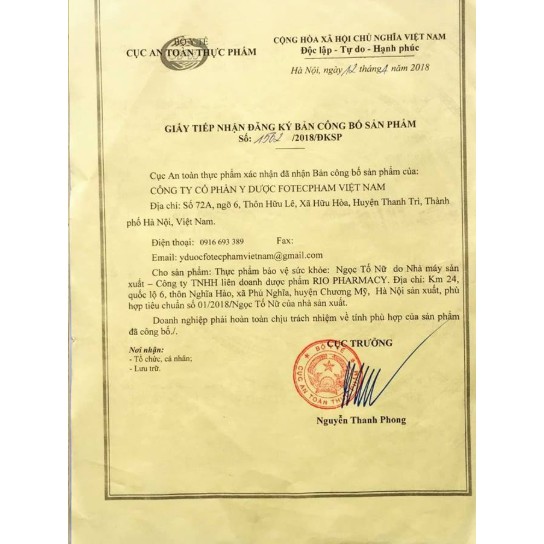 BỘ Y TẾ
CỤC AN TOÀN THỰC PHẨM
CỘNG HÒA XÃ HỘI CHỦ NGHĨA VIỆT NAM
Độc lập - Tự do - Hạnh phúc
Hà Nội, ngày 12 tháng 4 năm 2018
GIẤY TIẾP NHẬN ĐĂNG KÝ BẢN CÔNG BỐ SẢN PHẨM
Số: 1502 /2018/ĐKSP
Cục An toàn thực phẩm xác nhận đã nhận Bản công bố sản phẩm của:
CÔNG TY CỔ PHẦN Y DƯỢC FOTECPHAM VIỆT NAM
Địa chỉ: Số 72A, ngõ 6, Thôn Hữu Lê, Xã Hữu Hòa, Huyện Thanh Trì, Thành
phố Hà Nội, Việt Nam.
Điện thoại: 0916 693 389 Fax:
Email: yduocfotecphamvietnam@gmail.com
Cho sản phẩm: Thực phẩm bảo vệ sức khỏe: Ngọc Tố Nữ do Nhà máy sản
xuất – Công ty TNHH liên doanh dược phẩm RIO PHARMACY. Địa chỉ: Km 24,
quốc lộ 6, thôn Nghĩa Hảo, xã Phú Nghĩa, huyện Chương Mỹ, Hà Nội sản xuất, phù
hợp tiêu chuẩn số 01/2018/Ngọc Tố Nữ của nhà sản xuất.
Doanh nghiệp phải hoàn toàn chịu trách nhiệm về tính phù hợp của sản phẩm
đã công bố./.
Nơi nhận:
- Tổ chức, cá nhân;
- Lưu trữ.
CỤC TRƯỞNG
BỘ Y TẾ
CỤC AN TOÀN
Nguyễn Thanh Phong